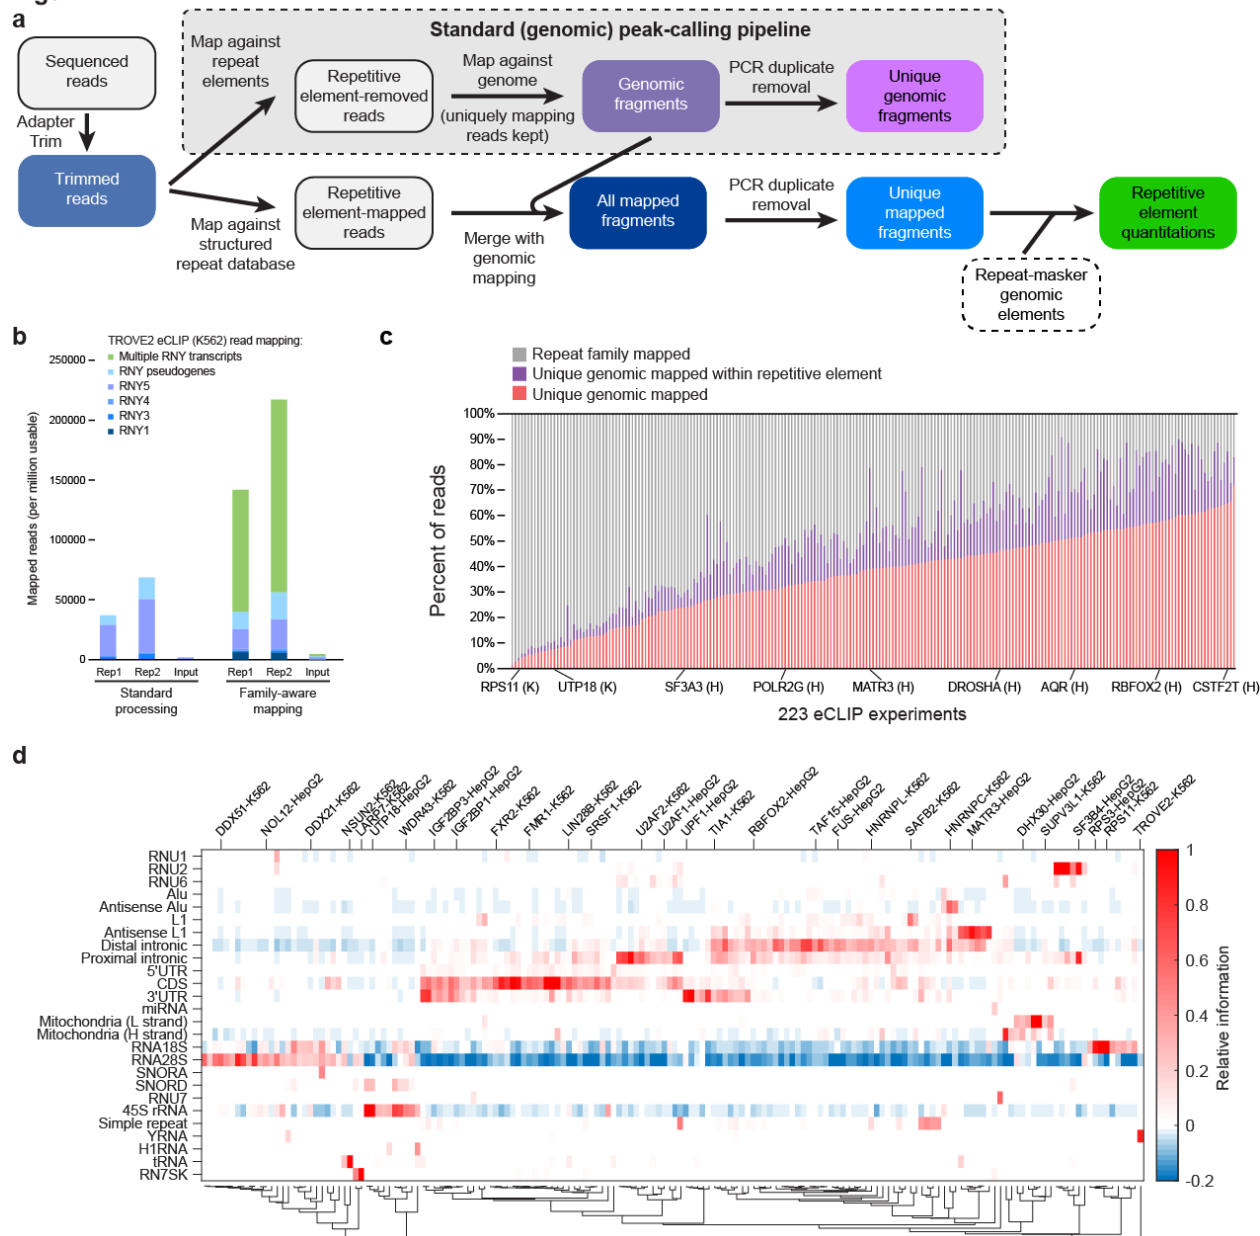 a
Standard (genomic) peak-calling pipeline
Sequenced
reads
Map against
repeat
elements
Repetitive
element-removed
reads
Map against
genome
(uniquely mapping
reads kept)
Genomic
fragments
PCR duplicate
removal
Unique
genomic
fragments
Adapter
Trim
Trimmed
reads
Map against
structured
repeat database
Repetitive
element-mapped
reads
Merge with
genomic
mapping
All mapped
fragments
PCR duplicate
removal
Unique
mapped
fragments
Repetitive
element
quantitations
Repeat-masker
genomic
elements
b
TROVE2 eCLIP (K562) read mapping:
Multiple RNY transcripts
RNY pseudogenes
RNY5
RNY4
RNY3
RNY1
Mapped reads (per million usable)
250000
200000
150000
100000
50000
0
Rep1 Rep2 Input Rep1 Rep2 Input
Standard
processing
Family-aware
mapping
c
Repeat family mapped
Unique genomic mapped within repetitive element
Unique genomic mapped
Percent of reads
100%
90%
80%
70%
60%
50%
40%
30%
20%
10%
0%
RPS11 (K) UTP18 (K) SF3A3 (H) POLR2G (H) MATR3 (H) DROSHA (H) AQR (H) RBFOX2 (H) CSTF2T (H)
223 eCLIP experiments
d
DDX51-K562
NOL12-HepG2
DDX21-K562
NSUN2-K562
LARP7-K562
UTP18-HepG2
WDR43-K562
IGF2BP3-HepG2
IGF2BP1-HepG2
FXR2-K562
FMR1-K562
LIN28B-K562
SRSF1-K562
U2AF2-K562
U2AF1-HepG2
UPF1-HepG2
TIA1-K562
RBFOX2-HepG2
TAF15-HepG2
FUS-HepG2
HNRNPL-K562
SAFB2-K562
HNRNPC-K562
MATR3-HepG2
DHX30-HepG2
SUPV3L1-K562
SF3B4-HepG2
RPS3-HepG2
RPS11-K562
TROVE2-K562
RNU1
RNU2
RNU6
Alu
Antisense Alu
L1
Antisense L1
Distal intronic
Proximal intronic
5'UTR
CDS
3'UTR
miRNA
Mitochondria (L strand)
Mitochondria (H strand)
RNA18S
RNA28S
SNORA
SNORD
RNU7
45S rRNA
Simple repeat
YRNA
H1RNA
tRNA
RN7SK
1
0.8
0.6
0.4
0.2
0
-0.2
Relative information